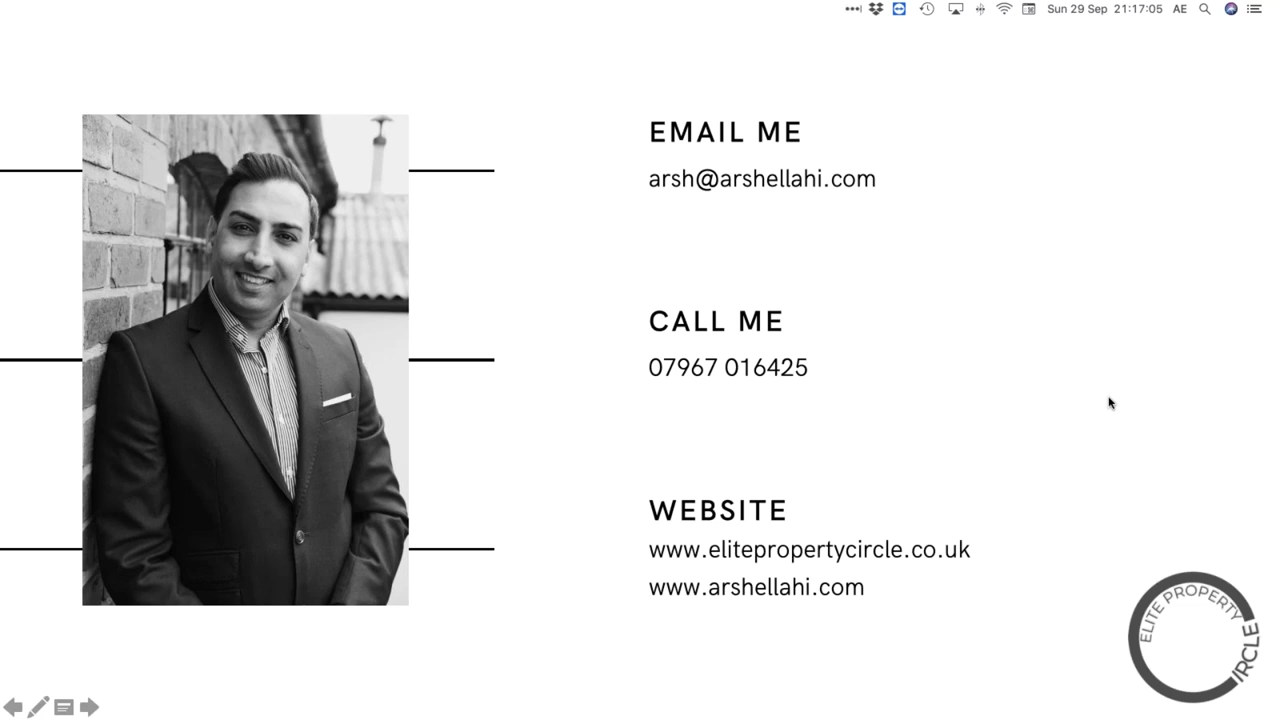 Sun 29 Sep 21:17:05 AE
EMAIL ME
arsh@arshellahi.com
CALL ME
07967 016425
WEBSITE
www.elitepropertycircle.co.uk
www.arshellahi.com
ELITE PROPERTY CIRCLE